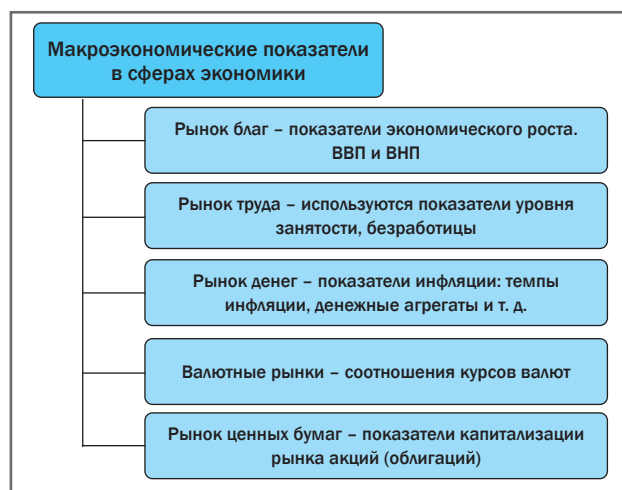 Макроэкономические показатели
в сферах экономики
Рынок благ – показатели экономического роста.
ВВП и ВНП
Рынок труда – используются показатели уровня
занятости, безработицы
Рынок денег – показатели инфляции: темпы
инфляции, денежные агрегаты и т. д.
Валютные рынки – соотношения курсов валют
Рынок ценных бумаг – показатели капитализации
рынка акций (облигаций)